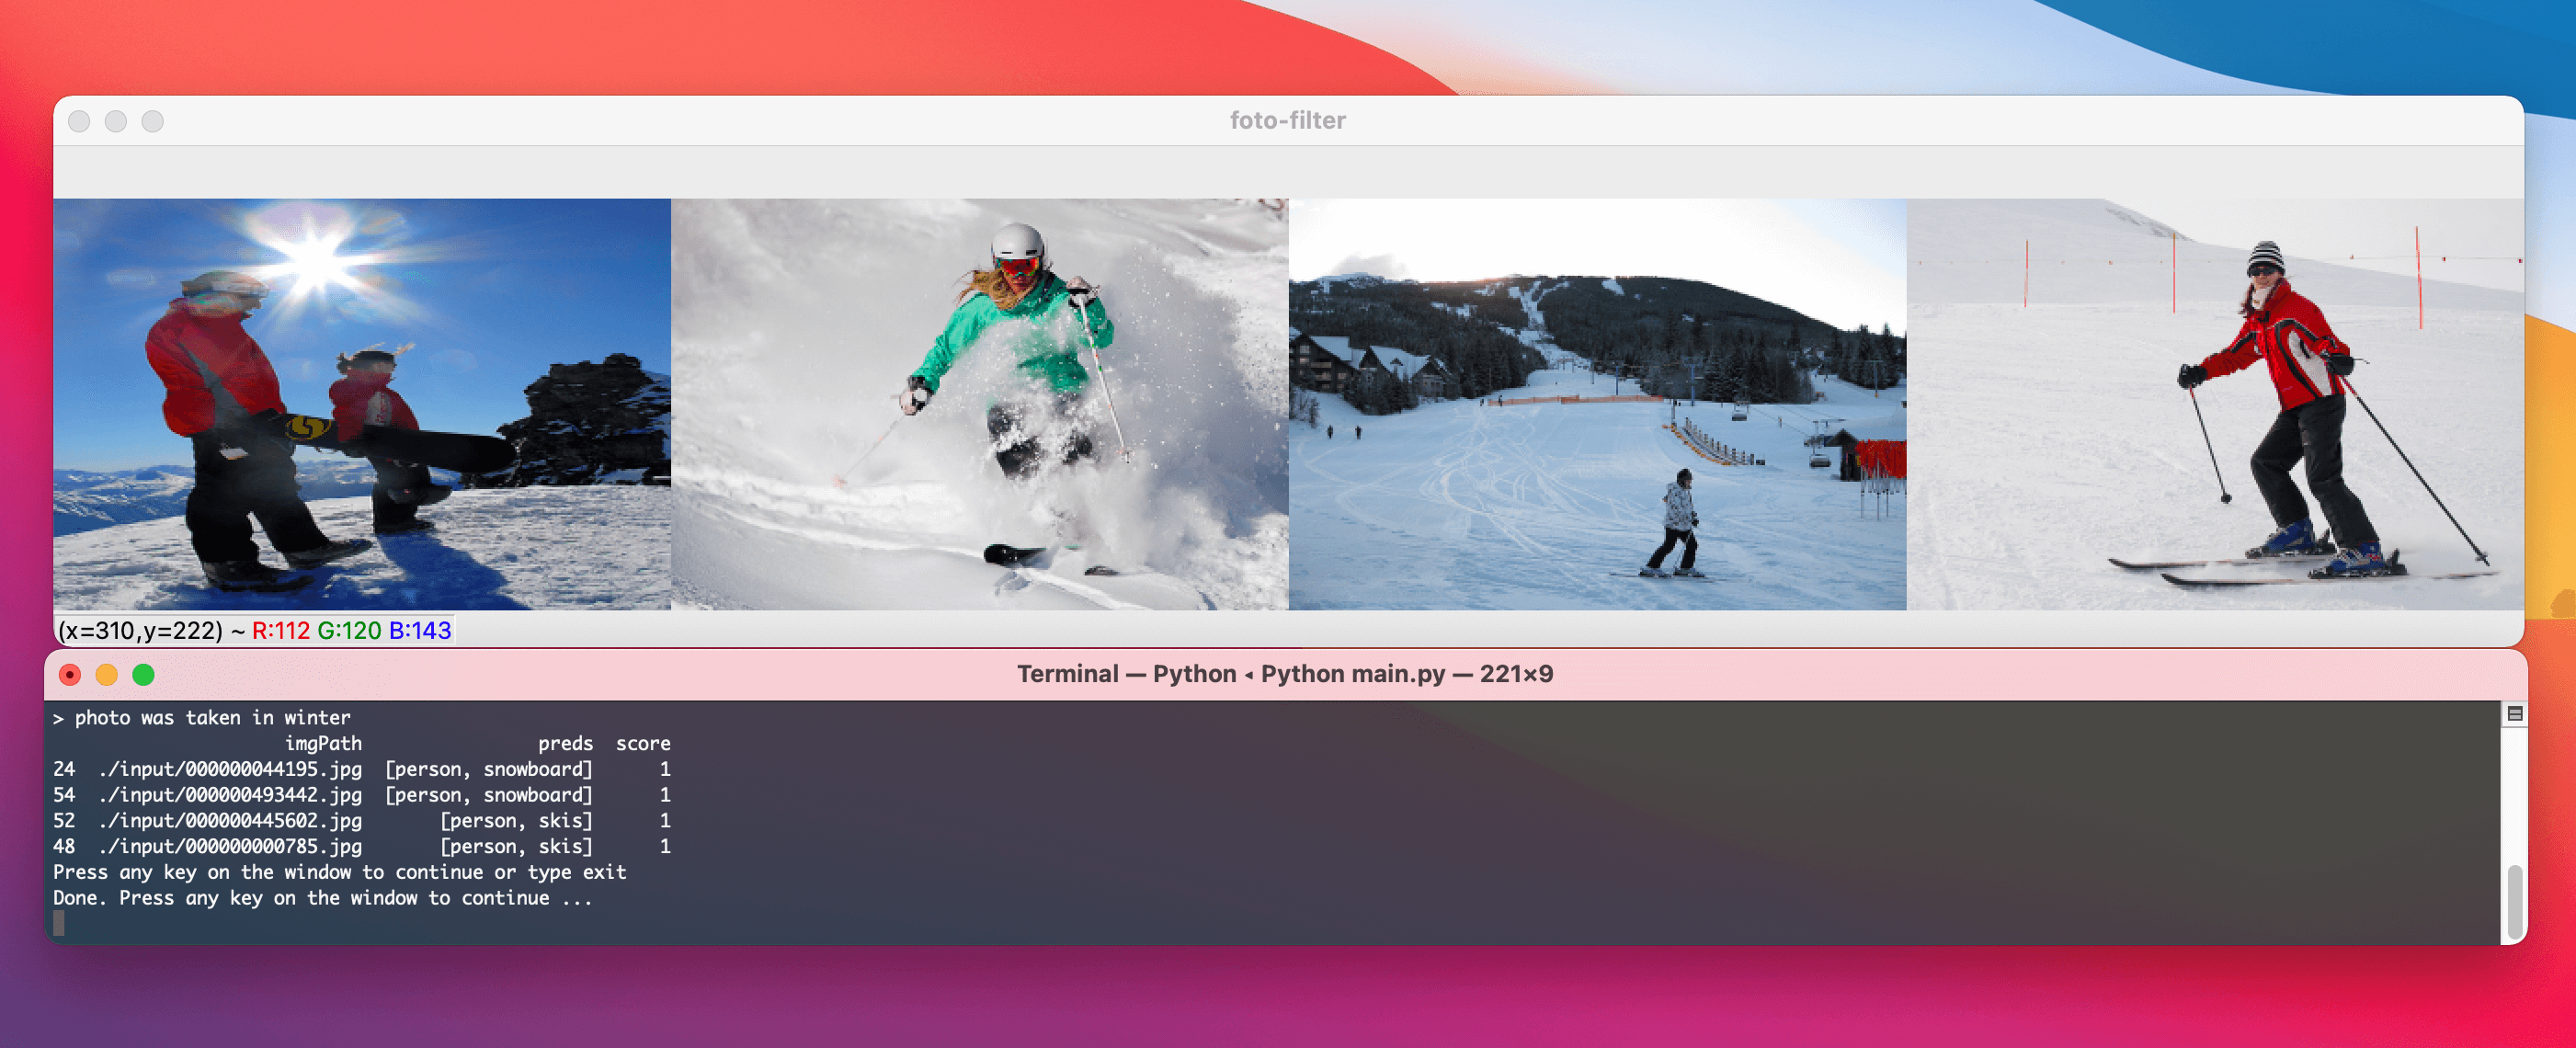 foto-filter
(x=310,y=222) ~ R:112 G:120 B:143
Terminal — Python ◂ Python main.py — 221×9
> photo was taken in winter
imgPath preds score
24 ./input/000000044195.jpg [person, snowboard] 1
54 ./input/000000493442.jpg [person, snowboard] 1
52 ./input/000000445602.jpg [person, skis] 1
48 ./input/000000000785.jpg [person, skis] 1
Press any key on the window to continue or type exit
Done. Press any key on the window to continue ...